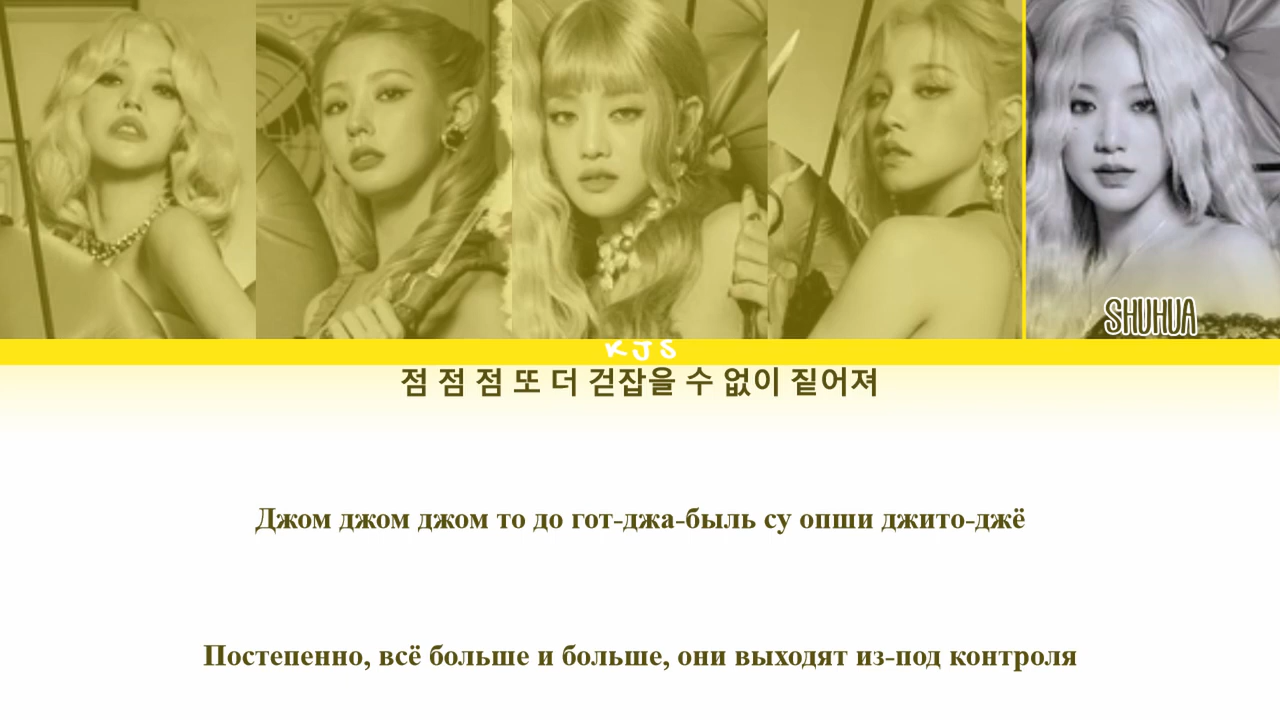 SHUHUA
KJS
점 점 점 또 더 걷잡을 수 없이 짙어져
Джом джом джом то до гот-джа-быль су опши джито-джё
Постепенно, всё больше и больше, они выходят из-под контроля